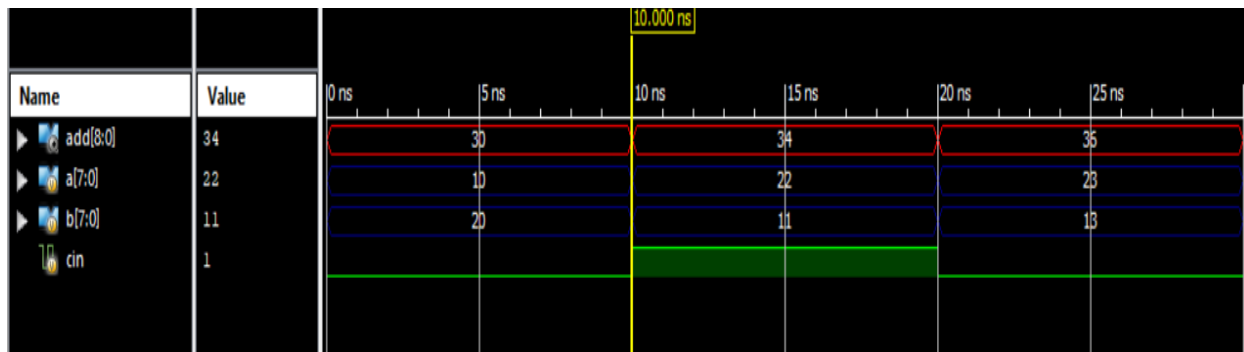 10.000 ns
Name Value 0 ns 5 ns 10 ns 15 ns 20 ns 25 ns
add[8:0] 34 30 34 36
a[7:0] 22 10 22 23
b[7:0] 11 20 11 13
cin 1